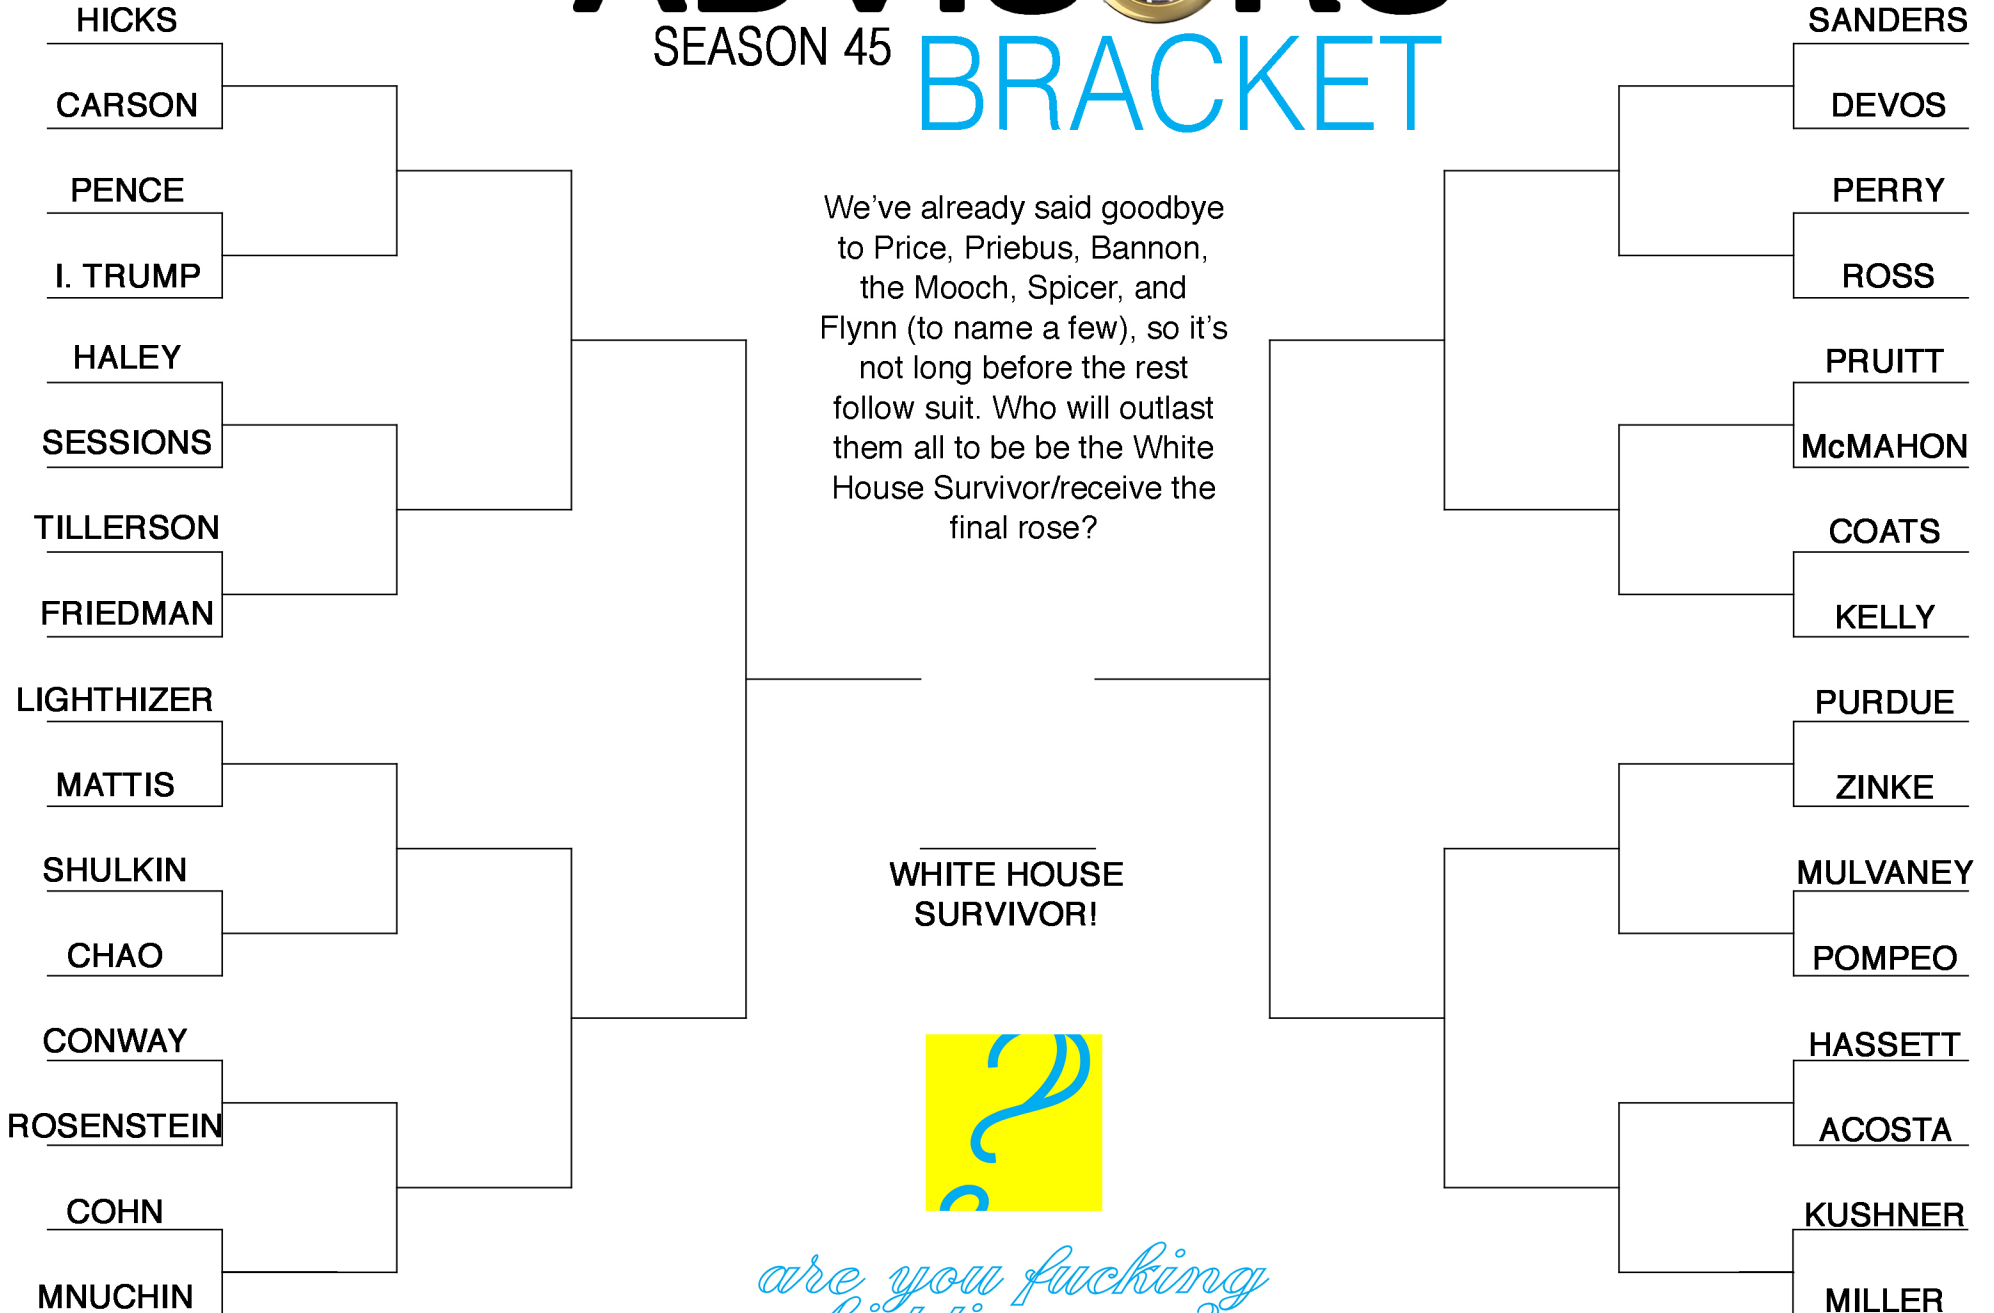 SEASON 45
BRACKET
HICKS
CARSON
PENCE
I. TRUMP
HALEY
SESSIONS
TILLERSON
FRIEDMAN
LIGHTHIZER
MATTIS
SHULKIN
CHAO
CONWAY
ROSENSTEIN
COHN
MNUCHIN
We've already said goodbye
to Price, Priebus, Bannon,
the Mooch, Spicer, and
Flynn (to name a few), so it's
not long before the rest
follow suit. Who will outlast
them all to be be the White
House Survivor/receive the
final rose?
WHITE HOUSE
SURVIVOR!
are you fucking
SANDERS
DEVOS
PERRY
ROSS
PRUITT
McMAHON
COATS
KELLY
PURDUE
ZINKE
MULVANEY
POMPEO
HASSETT
ACOSTA
KUSHNER
MILLER